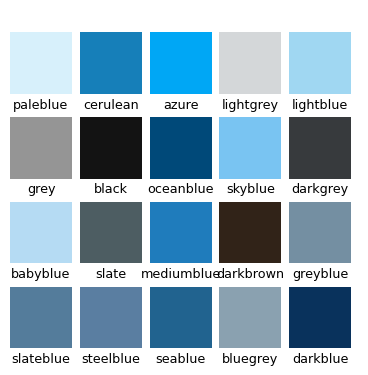 paleblue cerulean azure lightgrey lightblue
grey black oceanblue skyblue darkgrey
babyblue slate mediumblue darkbrown greyblue
slateblue steelblue seablue bluegrey darkblue